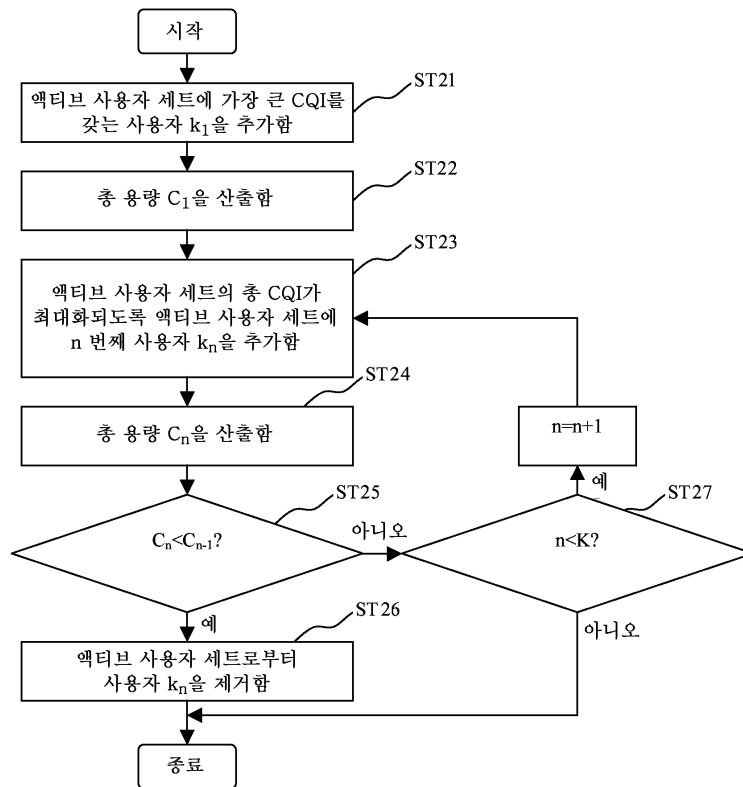 시작
액티브 사용자 세트에 가장 큰 CQI를
갖는 사용자 k₁을 추가함
ST21
총 용량 C₁을 산출함
ST22
액티브 사용자 세트의 총 CQI가
최대화되도록 액티브 사용자 세트에
n 번째 사용자 kₙ을 추가함
ST23
총 용량 Cₙ을 산출함
ST24
n=n+1
Cₙ<Cₙ₋₁?
ST25
아니오
예
n<K?
ST27
예
아니오
액티브 사용자 세트로부터
사용자 kₙ을 제거함
ST26
종료